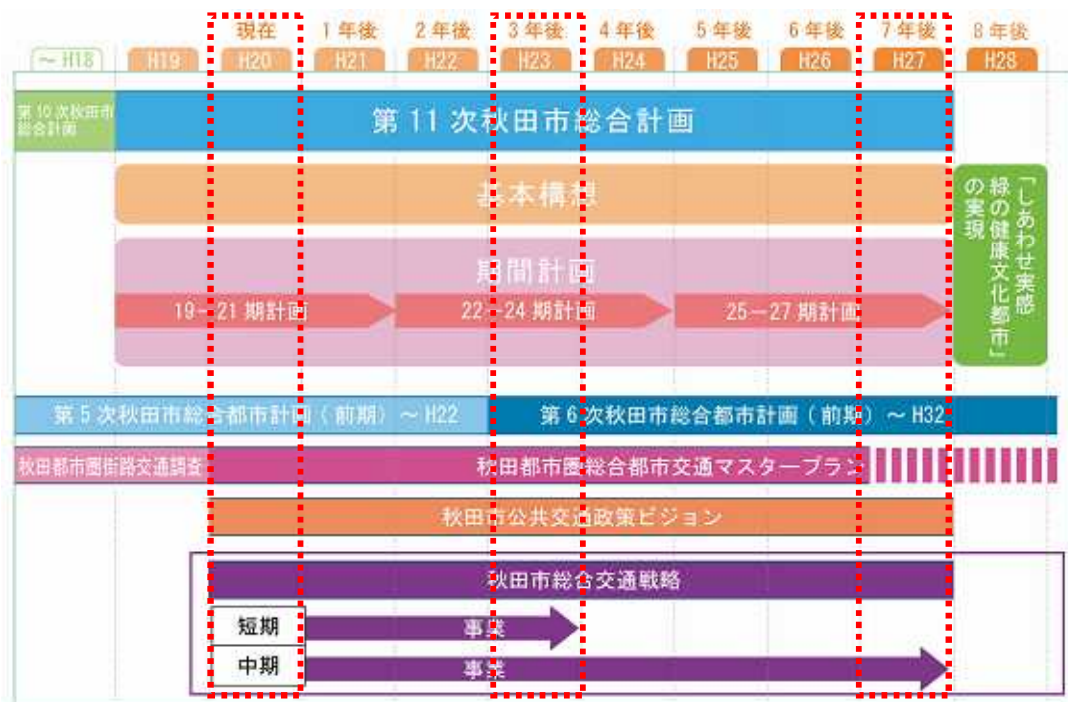 現在 1年後 2年後 3年後 4年後 5年後 6年後 7年後 8年後
～H18 H19 H20 H21 H22 H23 H24 H25 H26 H27 H28
第10次秋田市
総合計画
第11次秋田市総合計画
基本構想
「しあわせ実感
緑の健康文化都市」
の実現
期間計画
19－21期計画 22－24期計画 25－27期計画
第5次秋田市総合都市計画（前期）～H22 第6次秋田市総合都市計画（前期）～H32
秋田都市圏街路交通調査 秋田都市圏総合都市交通マスタープラン
秋田市公共交通政策ビジョン
秋田市総合交通戦略
短期 事業
中期 事業